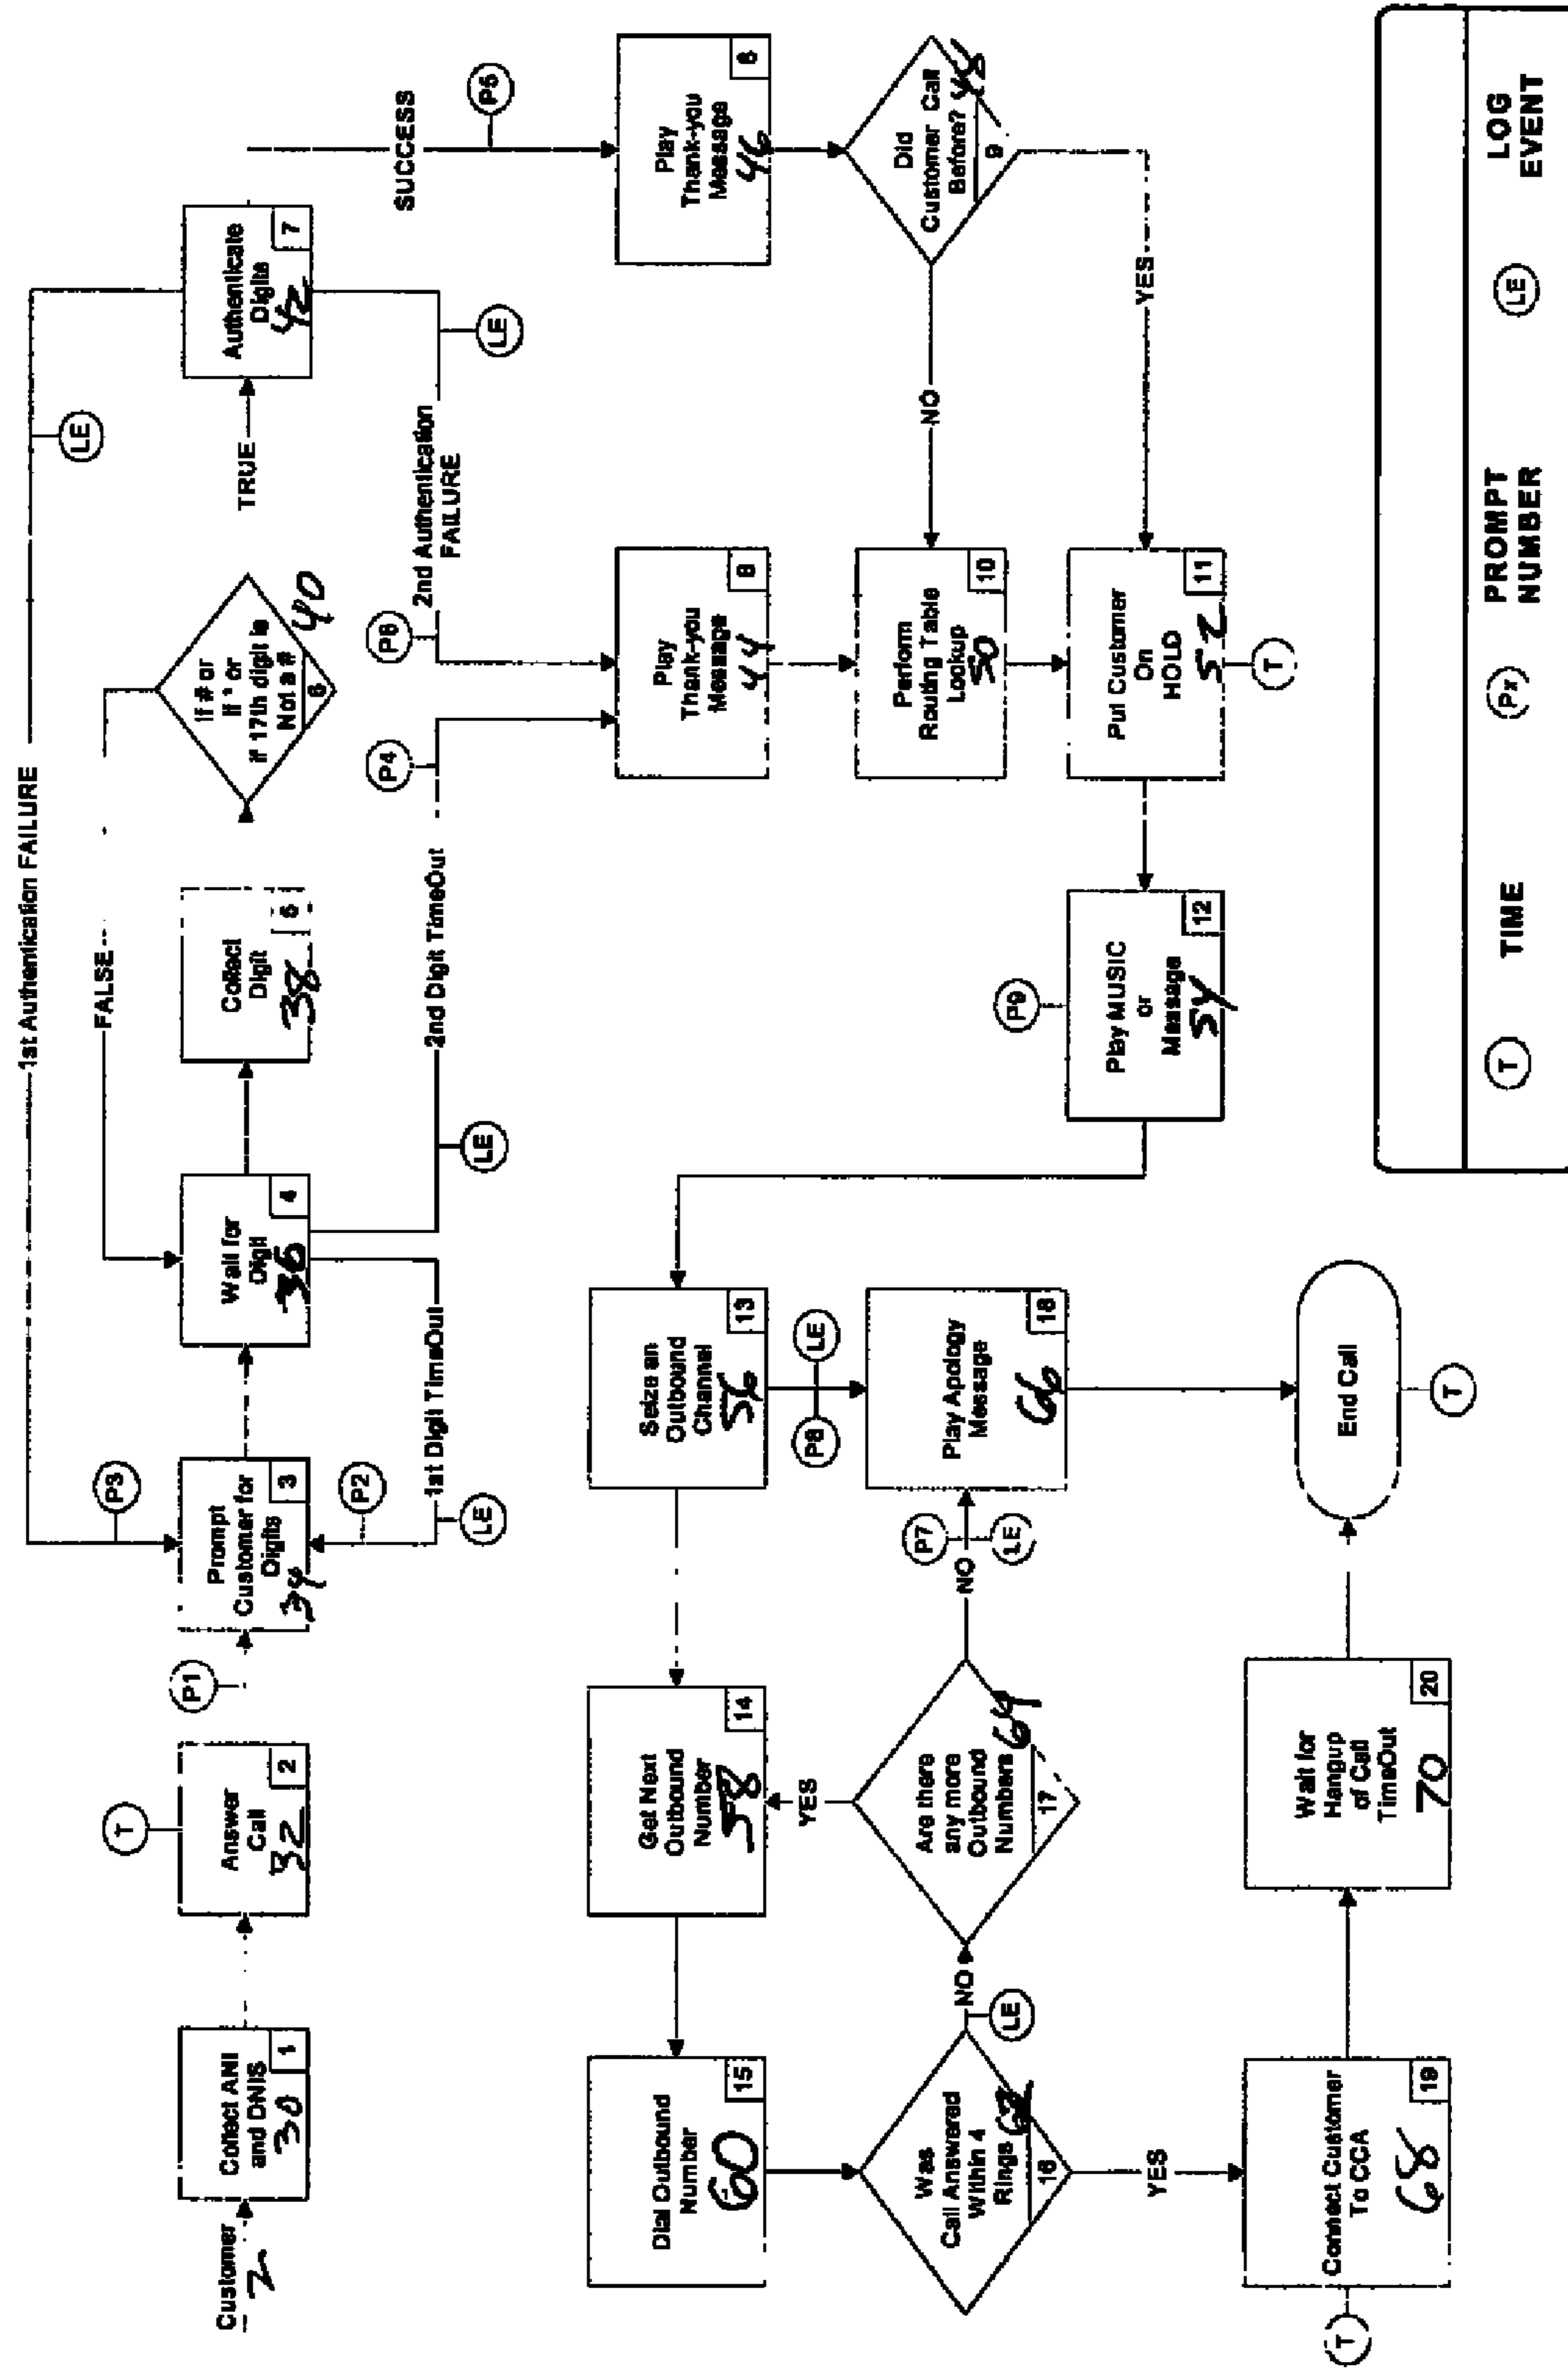 1st Authentication FAILURE
LE
FALSE
P3
T
P1
Customer
2
Collect ANI
and DNIS
1
30
Answer
Call
2
32
Prompt
Customer for
Digits
3
34
Wait for
Digit
4
36
Collect
Digit
5
38
If # or
If * or
If 17th digit is
Not a #
6
40
TRUE
Authenticate
Digits
7
42
P2
LE
1st Digit TimeOut
LE
2nd Digit TimeOut
P4
P6
2nd Authentication
FAILURE
LE
SUCCESS
P5
Play
Thank-you
Message
8
44
Play
Thank-you
Message
46
Perform
Routing Table
Lookup
10
50
NO
Did
Customer Call
Before?
9
48
YES
Put Customer
On
HOLD
11
52
T
P9
Play MUSIC
or
Message
12
54
Dial Outbound
Number
15
60
Get Next
Outbound
Number
14
58
Seize an
Outbound
Channel
13
56
P8
LE
Was
Call Answered
Within 4
Rings
16
62
NO
LE
YES
Are there
any more
Outbound
Numbers
17
64
YES
NO
P7
LE
Play Apology
Message
18
66
T
Connect Customer
To CCA
19
68
Wait for
Hangup
of Call
TimeOut
20
70
End Call
T
T
TIME
Px
PROMPT
NUMBER
LE
LOG
EVENT